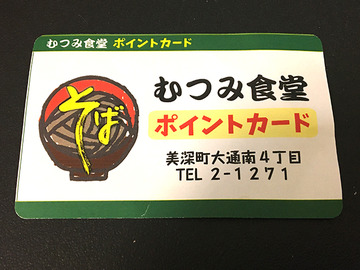 むつみ食堂 ポイントカード
そば
むつみ食堂
ポイントカード
美深町大通南4丁目
TEL 2-1271